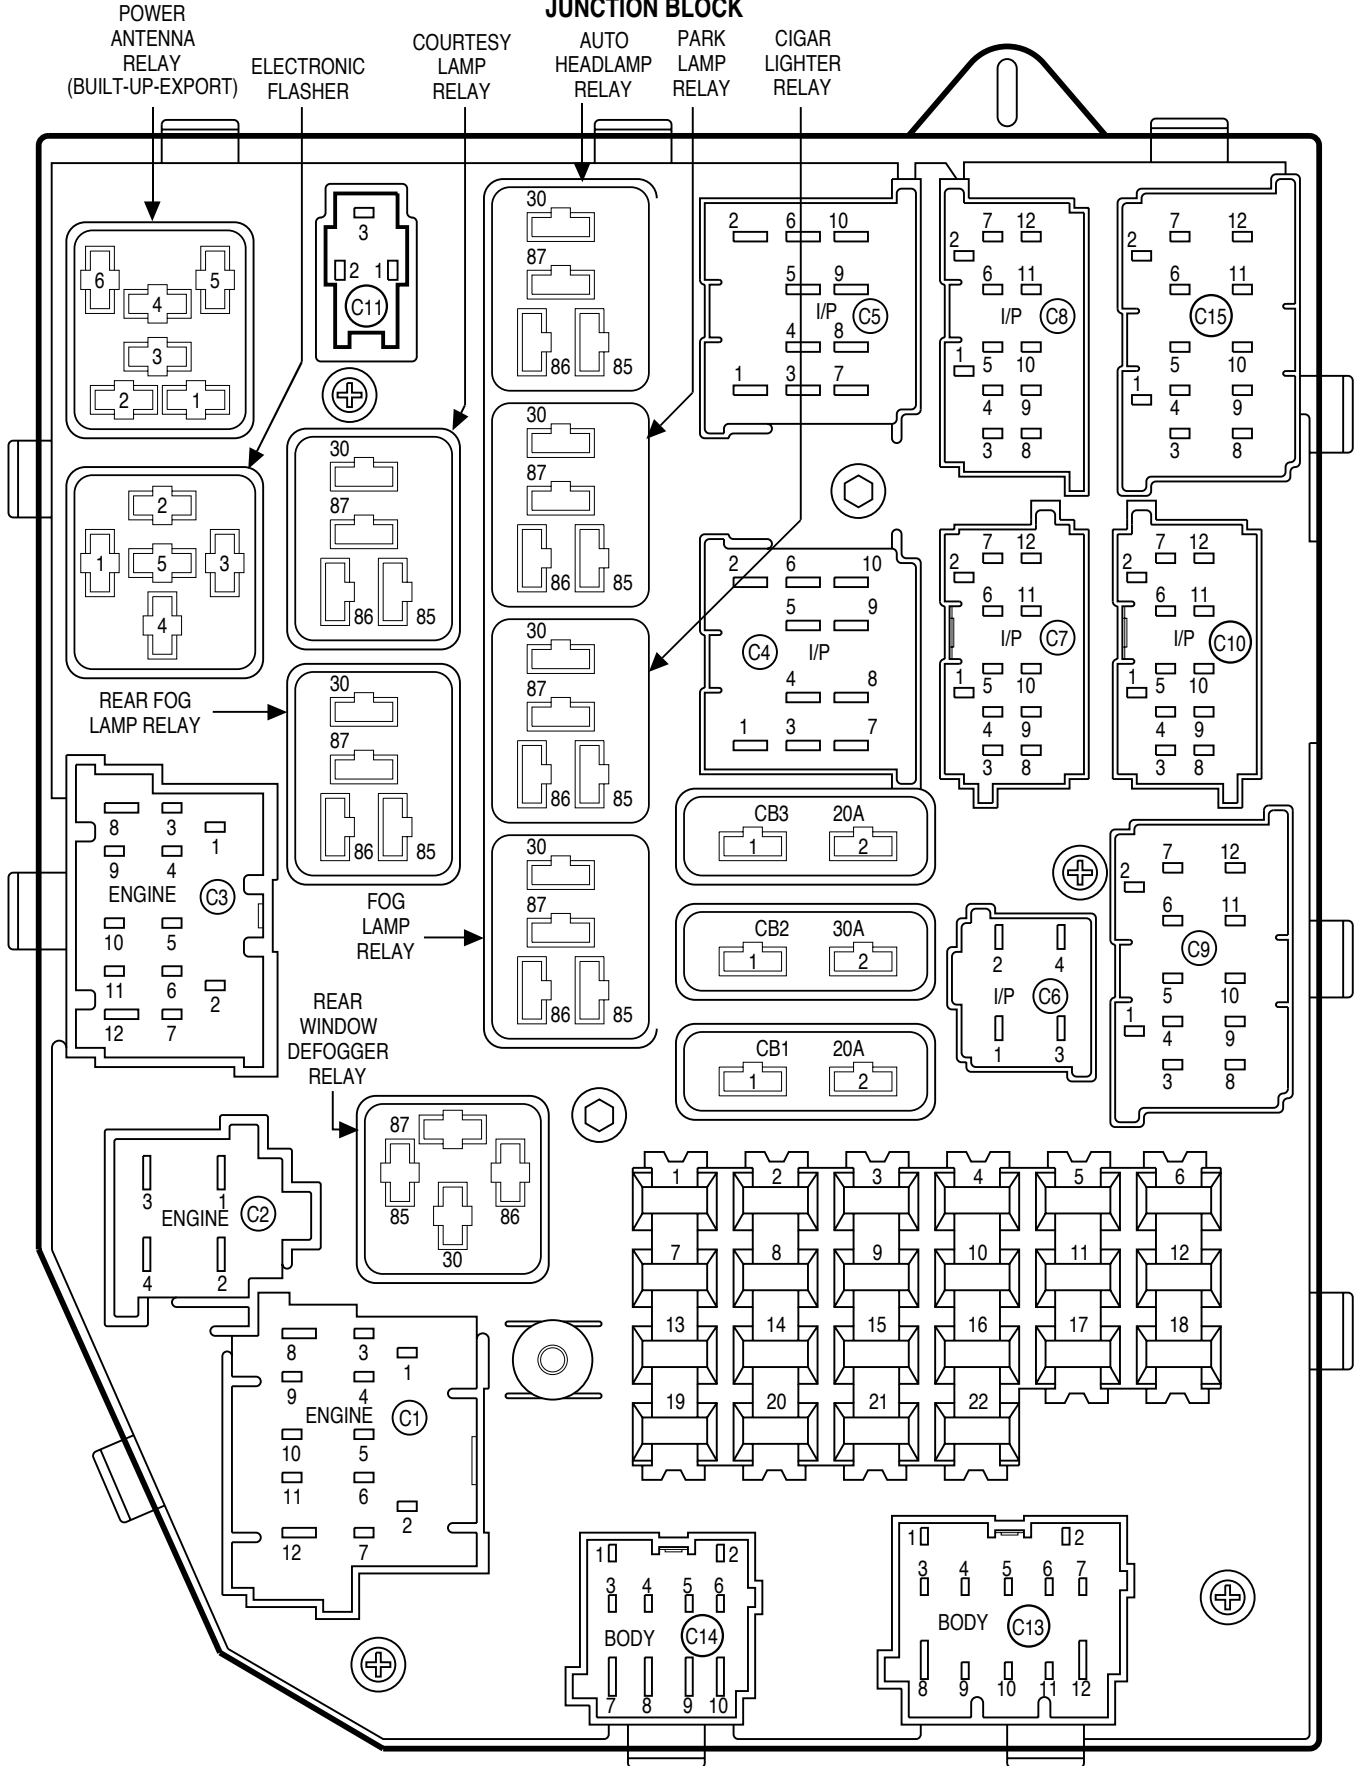 JUNCTION BLOCK
POWER
ANTENNA
RELAY
(BUILT-UP-EXPORT)
ELECTRONIC
FLASHER
COURTESY
LAMP
RELAY
AUTO
HEADLAMP
RELAY
PARK
LAMP
RELAY
CIGAR
LIGHTER
RELAY
6 5
4
3
2 1
3
2 1
C11
30
87
86 85
2 6 10
5 9
I/P C5
4 8
1 3 7
7 12
2
6 11
I/P C8
1
5 10
4 9
3 8
7 12
2
6 11
C15
5 10
1
4 9
3 8
2
1 5 3
4
30
87
86 85
30
87
86 85
2 6 10
5 9
C4 I/P
4 8
1 3 7
7 12
2
6 11
I/P C7
1
5 10
4 9
3 8
7 12
2
6 11
I/P C10
1
5 10
4 9
3 8
REAR FOG
LAMP RELAY
30
87
86 85
30
87
86 85
8 3
1
9 4
ENGINE C3
10 5
11 6
2
12 7
FOG
LAMP
RELAY
30
87
86 85
CB3 20A
1 2
CB2 30A
1 2
CB1 20A
1 2
2 4
I/P C6
1 3
7 12
2
6 11
C9
5 10
1
4 9
3 8
REAR
WINDOW
DEFOGGER
RELAY
87
85 86
30
3 1
ENGINE C2
4 2
1 2 3 4 5 6
7 8 9 10 11 12
13 14 15 16 17 18
19 20 21 22
8 3
1
9 4
ENGINE C1
10 5
11 6
2
12 7
1 2
3 4 5 6
BODY C14
7 8 9 10
1 2
3 4 5 6 7
BODY C13
8 9 10 11 12